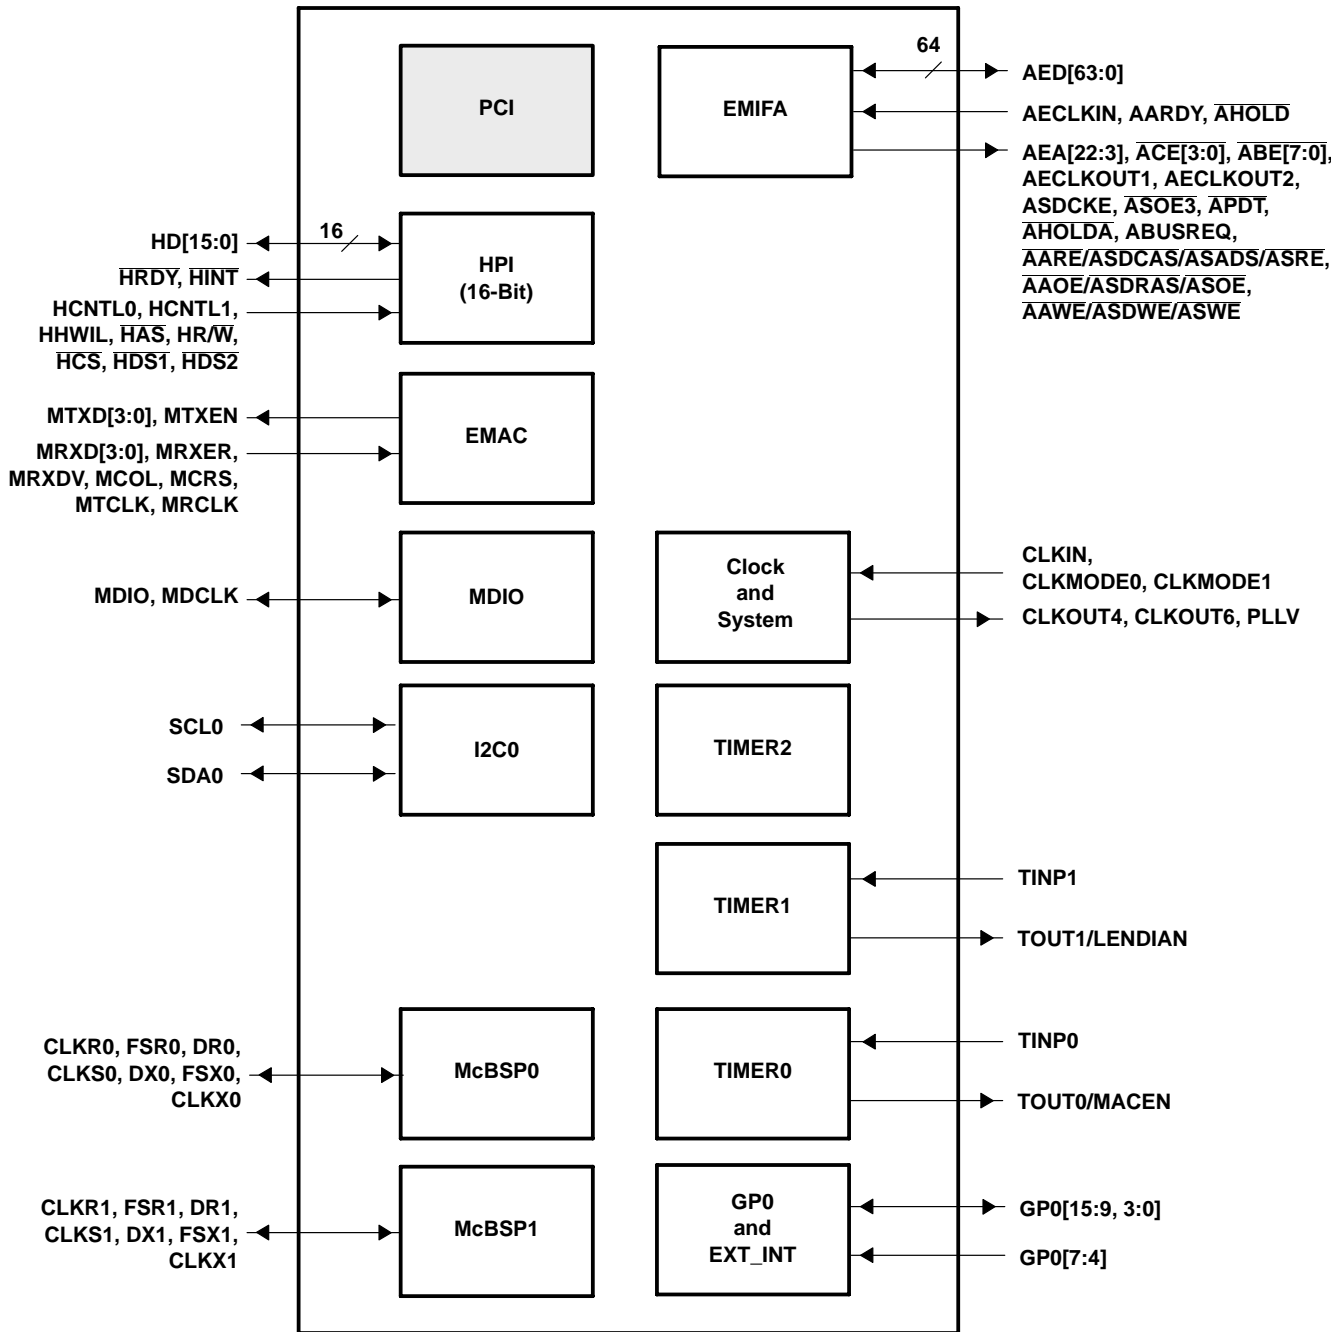 PCI
64
EMIFA
AED[63:0]
AECLKIN, AARDY, AHOLD
AEA[22:3], ACE[3:0], ABE[7:0],
AECLKOUT1, AECLKOUT2,
ASDCKE, ASOE3, APDT,
AHOLDA, ABUSREQ,
AARE/ASDCAS/ASADS/ASRE,
AAOE/ASDRAS/ASOE,
AAWE/ASDWE/ASWE
HD[15:0]
16
HRDY, HINT
HCNTL0, HCNTL1,
HHWIL, HAS, HR/W,
HCS, HDS1, HDS2
HPI
(16-Bit)
MTXD[3:0], MTXEN
MRXD[3:0], MRXER,
MRXDV, MCOL, MCRS,
MTCLK, MRCLK
EMAC
MDIO, MDCLK
MDIO
Clock
and
System
CLKIN,
CLKMODE0, CLKMODE1
CLKOUT4, CLKOUT6, PLLV
SCL0
SDA0
I2C0
TIMER2
TIMER1
TINP1
TOUT1/LENDIAN
CLKR0, FSR0, DR0,
CLKS0, DX0, FSX0,
CLKX0
McBSP0
TIMER0
TINP0
TOUT0/MACEN
CLKR1, FSR1, DR1,
CLKS1, DX1, FSX1,
CLKX1
McBSP1
GP0
and
EXT_INT
GP0[15:9, 3:0]
GP0[7:4]